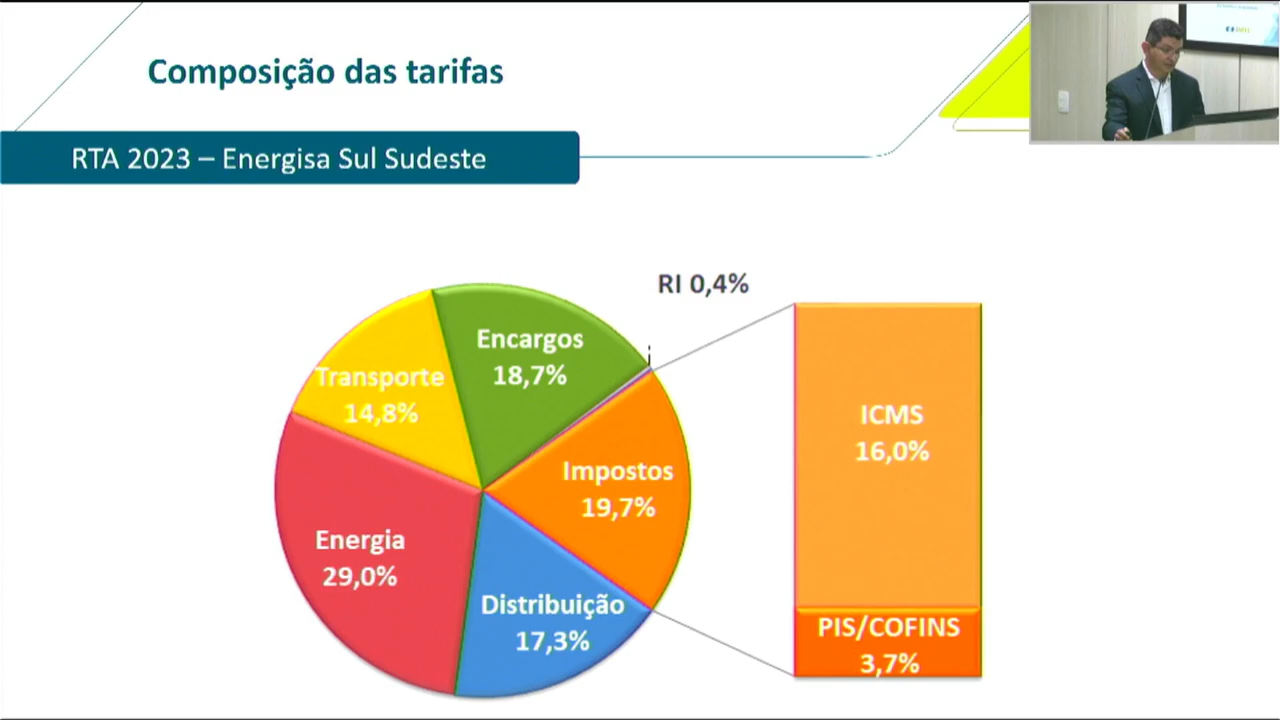 Composição das tarifas
RTA 2023 – Energisa Sul Sudeste
RI 0,4%
Encargos
18,7%
Transporte
14,8%
Impostos
19,7%
Energia
29,0%
Distribuição
17,3%
ICMS
16,0%
PIS/COFINS
3,7%